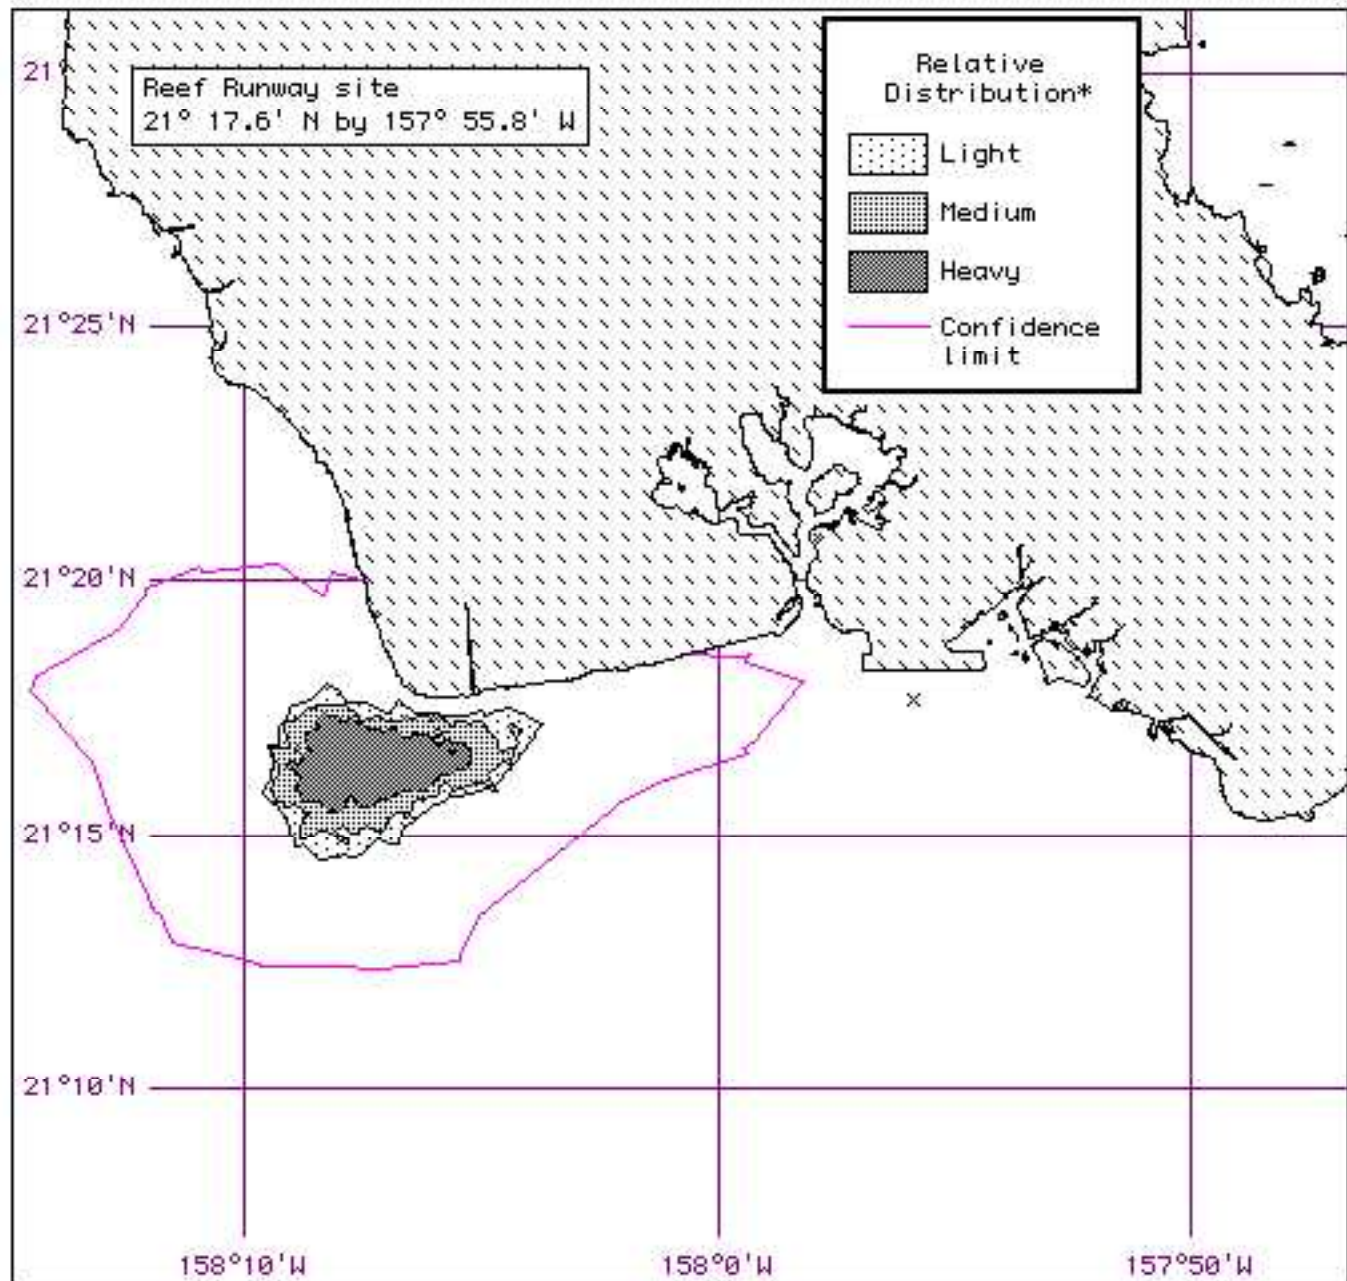 Reef Runway site
21° 17.6' N by 157° 55.8' W
Relative
Distribution*
Light
Medium
Heavy
Confidence
limit
21
21°25'N
21°20'N
21°15'N
21°10'N
158°10'W
158°0'W
157°50'W